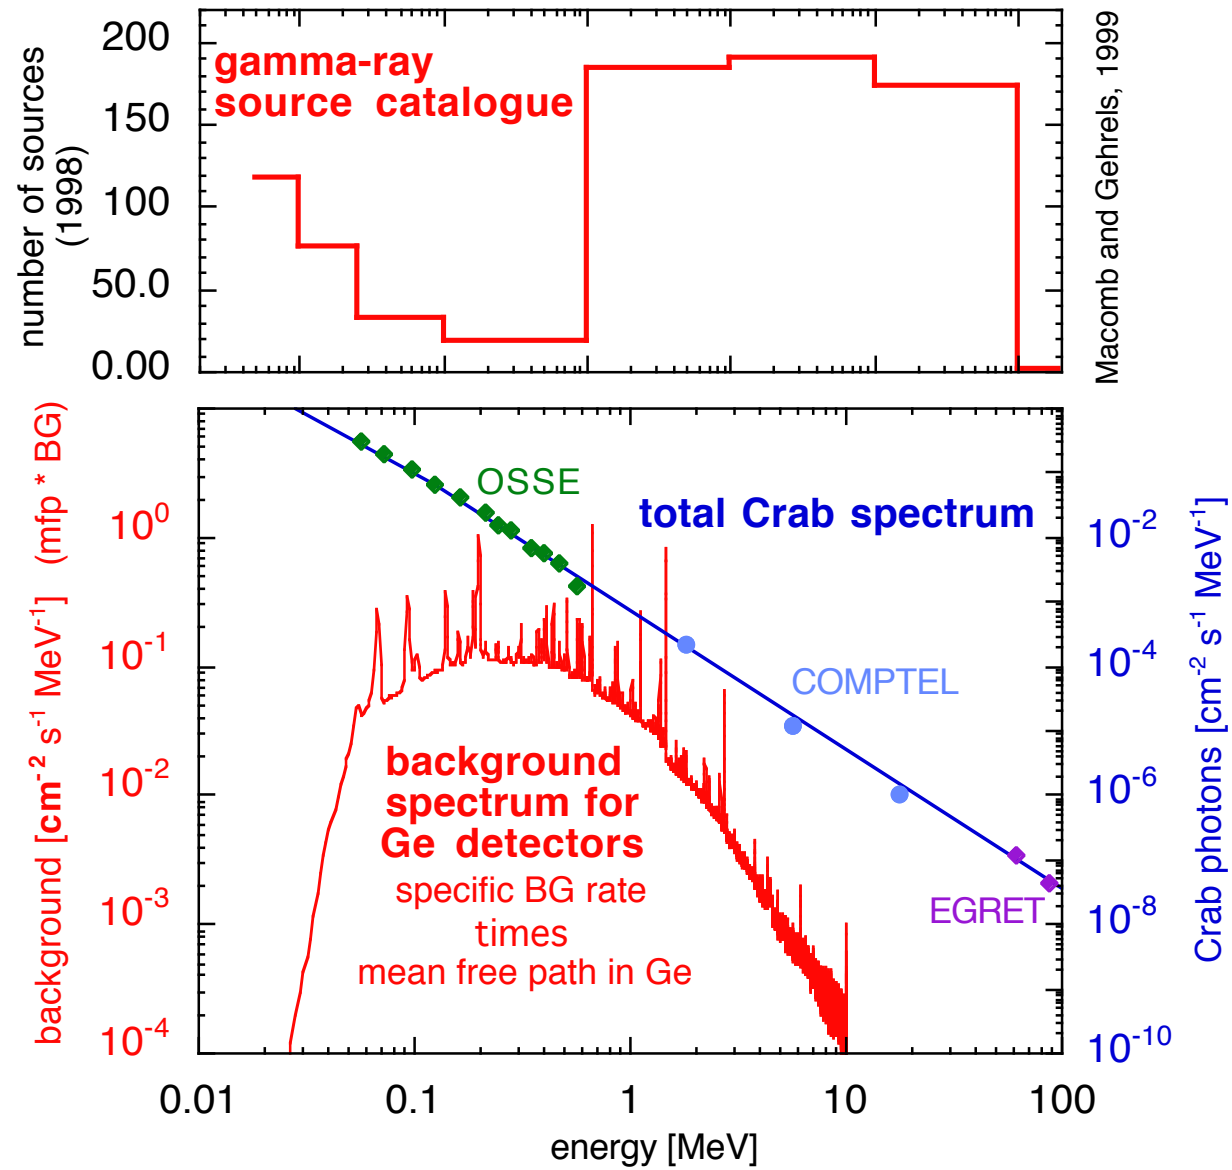 200
150
100
50.0
0.00
number of sources
(1998)
gamma-ray
source catalogue
Macomb and Gehrels, 1999
background [cm⁻² s⁻¹ MeV⁻¹] (mfp * BG)
10⁰
10⁻¹
10⁻²
10⁻³
10⁻⁴
OSSE
total Crab spectrum
COMPTEL
EGRET
background
spectrum for
Ge detectors
specific BG rate
times
mean free path in Ge
10⁻²
10⁻⁴
10⁻⁶
10⁻⁸
10⁻¹⁰
Crab photons [cm⁻² s⁻¹ MeV⁻¹]
0.01 0.1 1 10 100
energy [MeV]